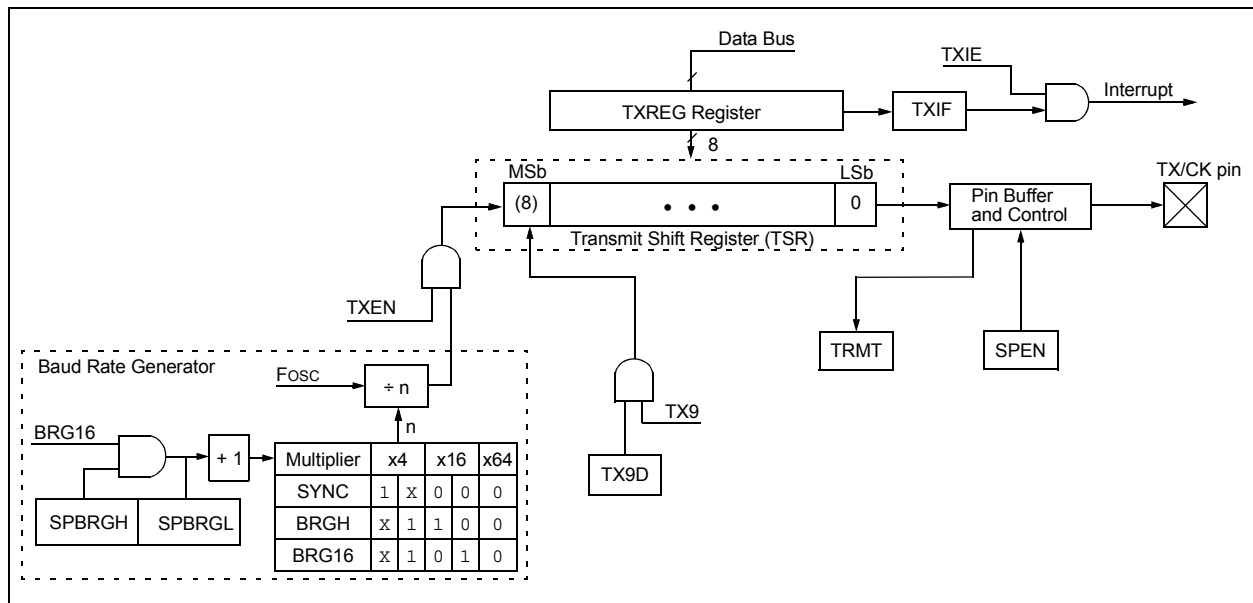 Data Bus
TXIE
Interrupt
TXREG Register
TXIF
8
MSb
LSb
TX/CK pin
(8)
• • •
0
Pin Buffer
and Control
Transmit Shift Register (TSR)
TXEN
TRMT
SPEN
Baud Rate Generator
FOSC
÷ n
TX9
n
BRG16
+ 1
Multiplier x4 x16 x64
TX9D
SYNC 1 X 0 0 0
SPBRGH SPBRGL
BRGH X 1 1 0 0
BRG16 X 1 0 1 0